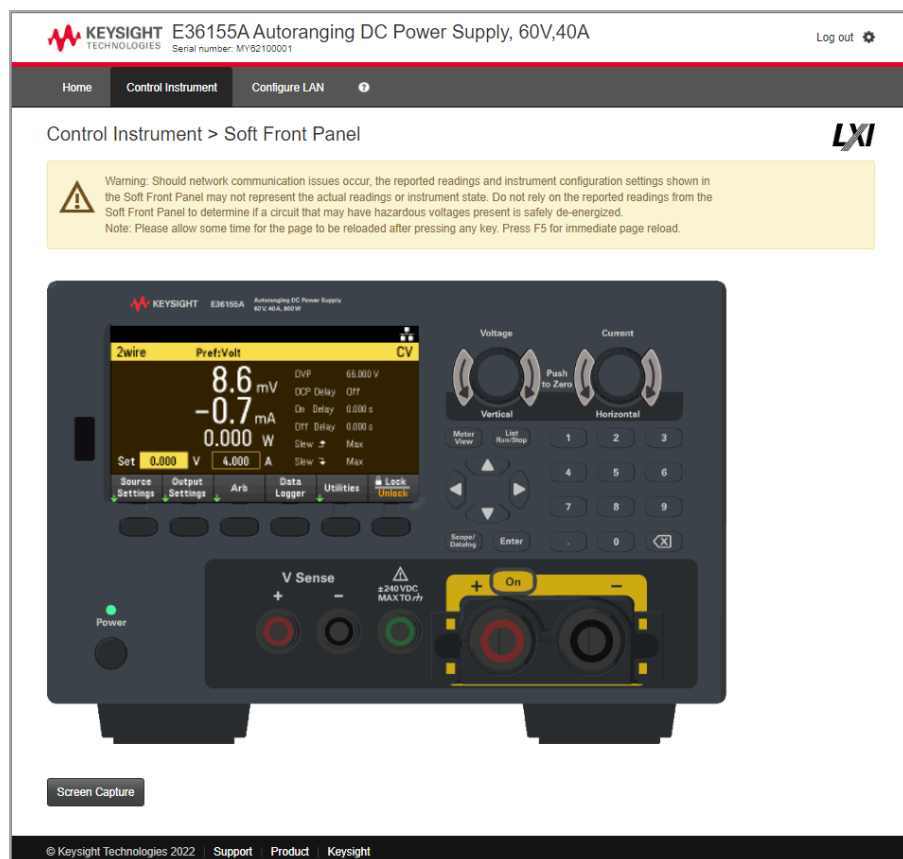 KEYSIGHT TECHNOLOGIES E36155A Autoranging DC Power Supply, 60V,40A
Serial number: MY62100001
Log out
Home Control Instrument Configure LAN ?
Control Instrument > Soft Front Panel
LXI
Warning: Should network communication issues occur, the reported readings and instrument configuration settings shown in
the Soft Front Panel may not represent the actual readings or instrument state. Do not rely on the reported readings from the
Soft Front Panel to determine if a circuit that may have hazardous voltages present is safely de-energized.
Note: Please allow some time for the page to be reloaded after pressing any key. Press F5 for immediate page reload.
KEYSIGHT E36155A Autoranging DC Power Supply
60V, 40A, 800W
2wire Pref:Volt CV
8.6 mV
-0.7 mA
0.000 W
OVP 66.000 V
OCP Delay Off
On Delay 0.000 s
Off Delay 0.000 s
Slew Max
Slew Max
Set 0.000 V 4.000 A
Source Settings
Output Settings
Arb
Data Logger
Utilities
Lock Unlock
Voltage Current
Push to Zero
Vertical Horizontal
Meter View
List Run/Stop
1 2 3
4 5 6
7 8 9
Scope/Datalog
Enter
. 0 X
V Sense
+ -
±240 VDC
MAX TO
+ On -
Power
Screen Capture
© Keysight Technologies 2022 | Support | Product | Keysight